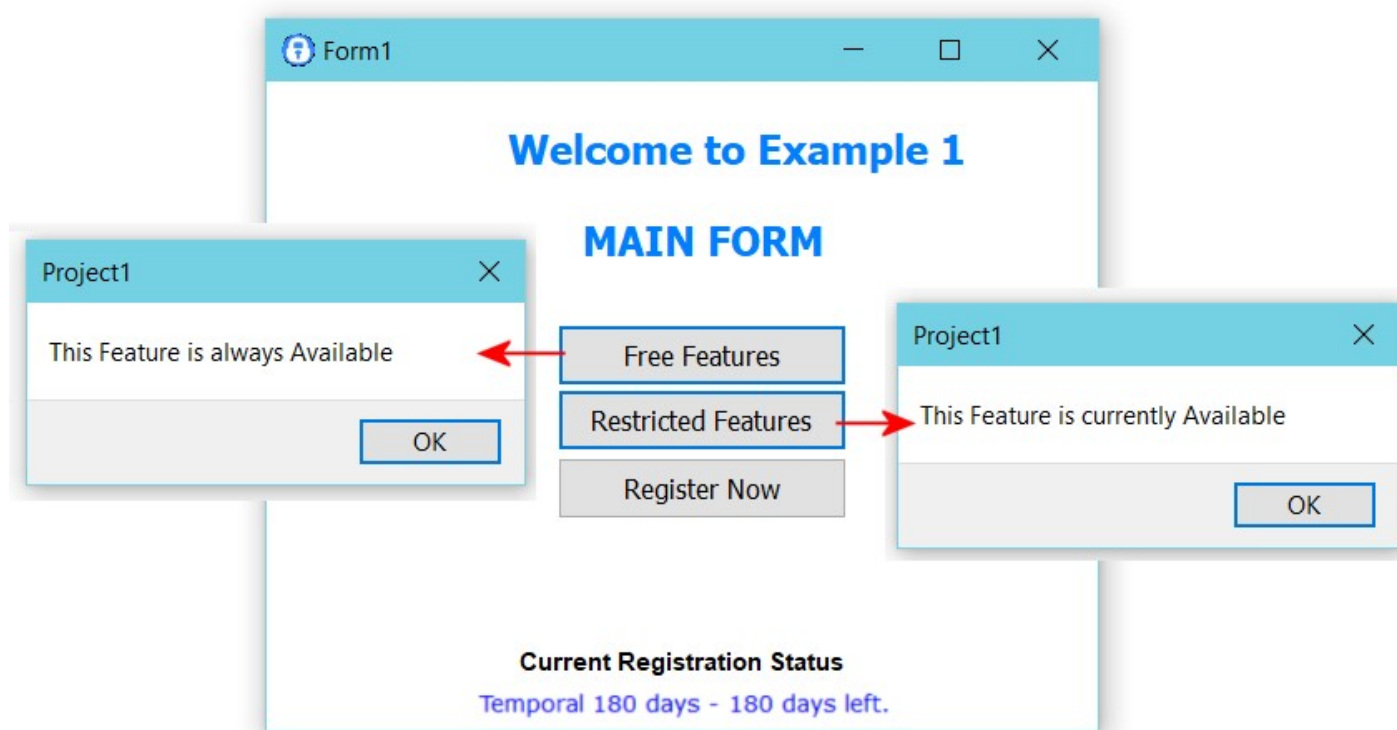 Form1
Welcome to Example 1
MAIN FORM
Project1
This Feature is always Available
OK
Free Features
Restricted Features
Register Now
Project1
This Feature is currently Available
OK
Current Registration Status
Temporal 180 days - 180 days left.